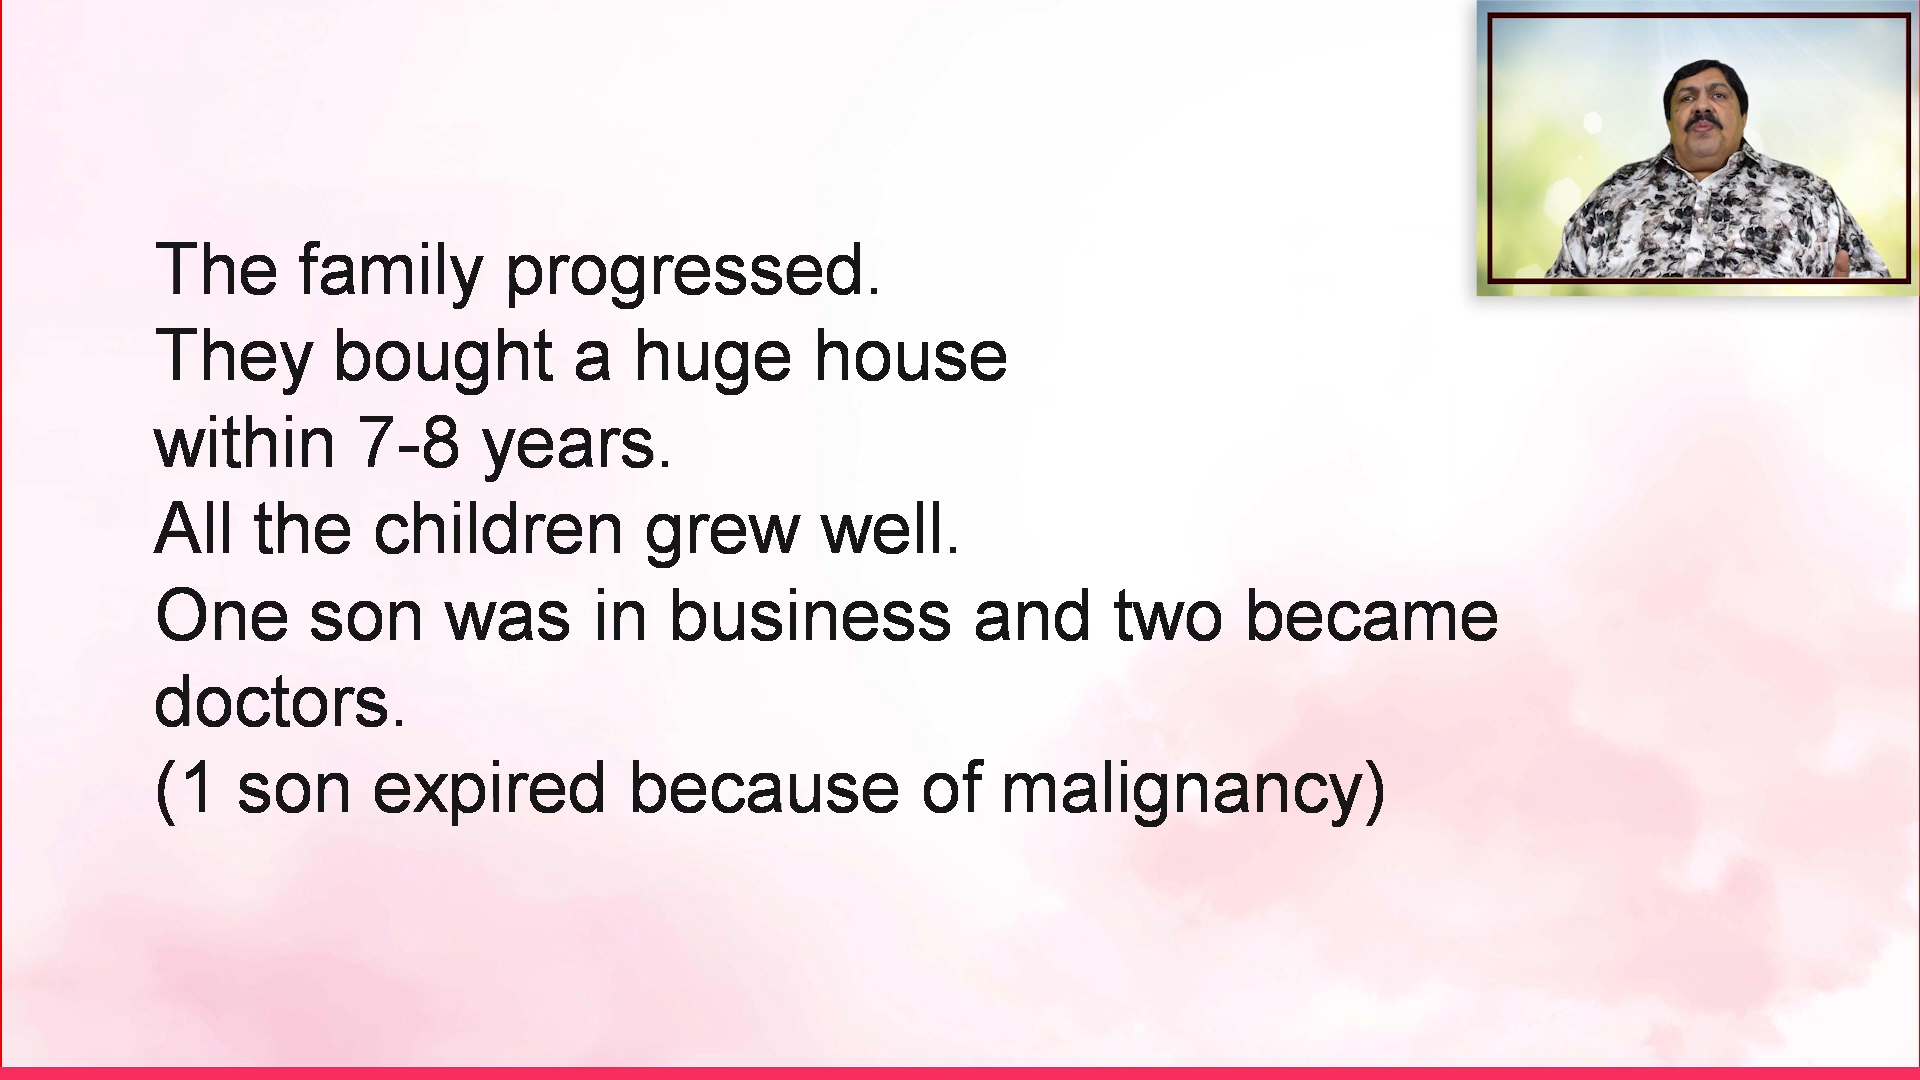 The family progressed.
They bought a huge house
within 7-8 years.
All the children grew well.
One son was in business and two became
doctors.
(1 son expired because of malignancy)